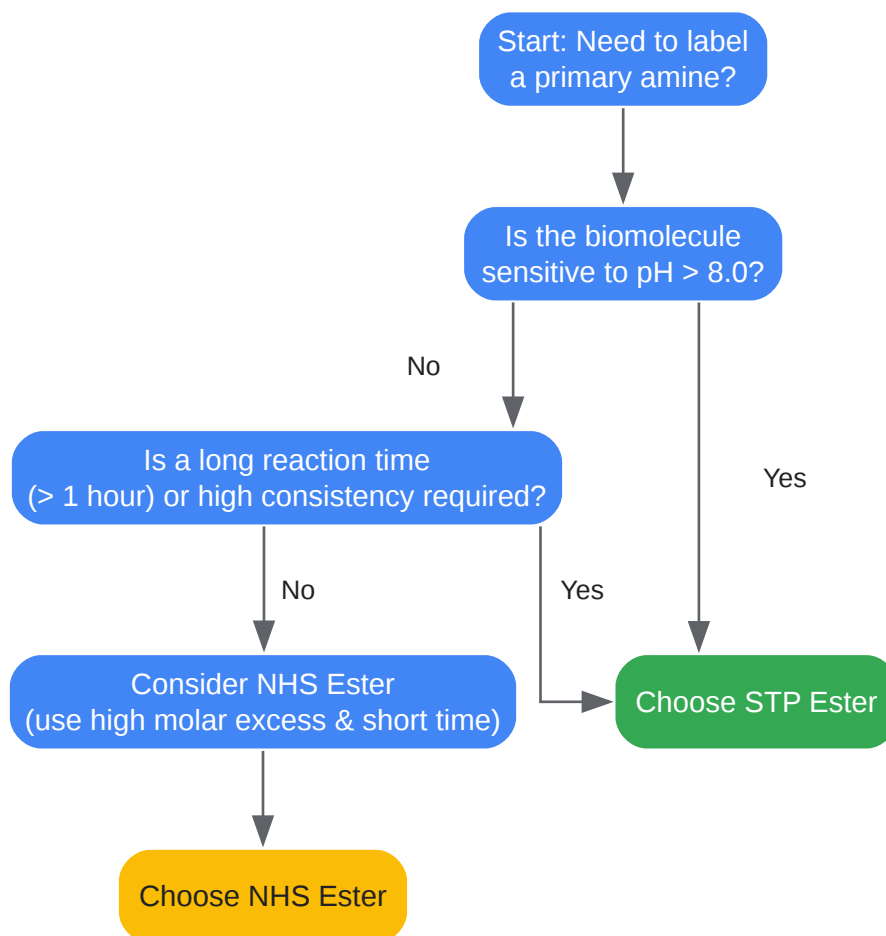 Start: Need to label
a primary amine?
Is the biomolecule
sensitive to pH > 8.0?
No
Is a long reaction time
(> 1 hour) or high consistency required?
Yes
No
Yes
Consider NHS Ester
(use high molar excess & short time)
Choose STP Ester
Choose NHS Ester